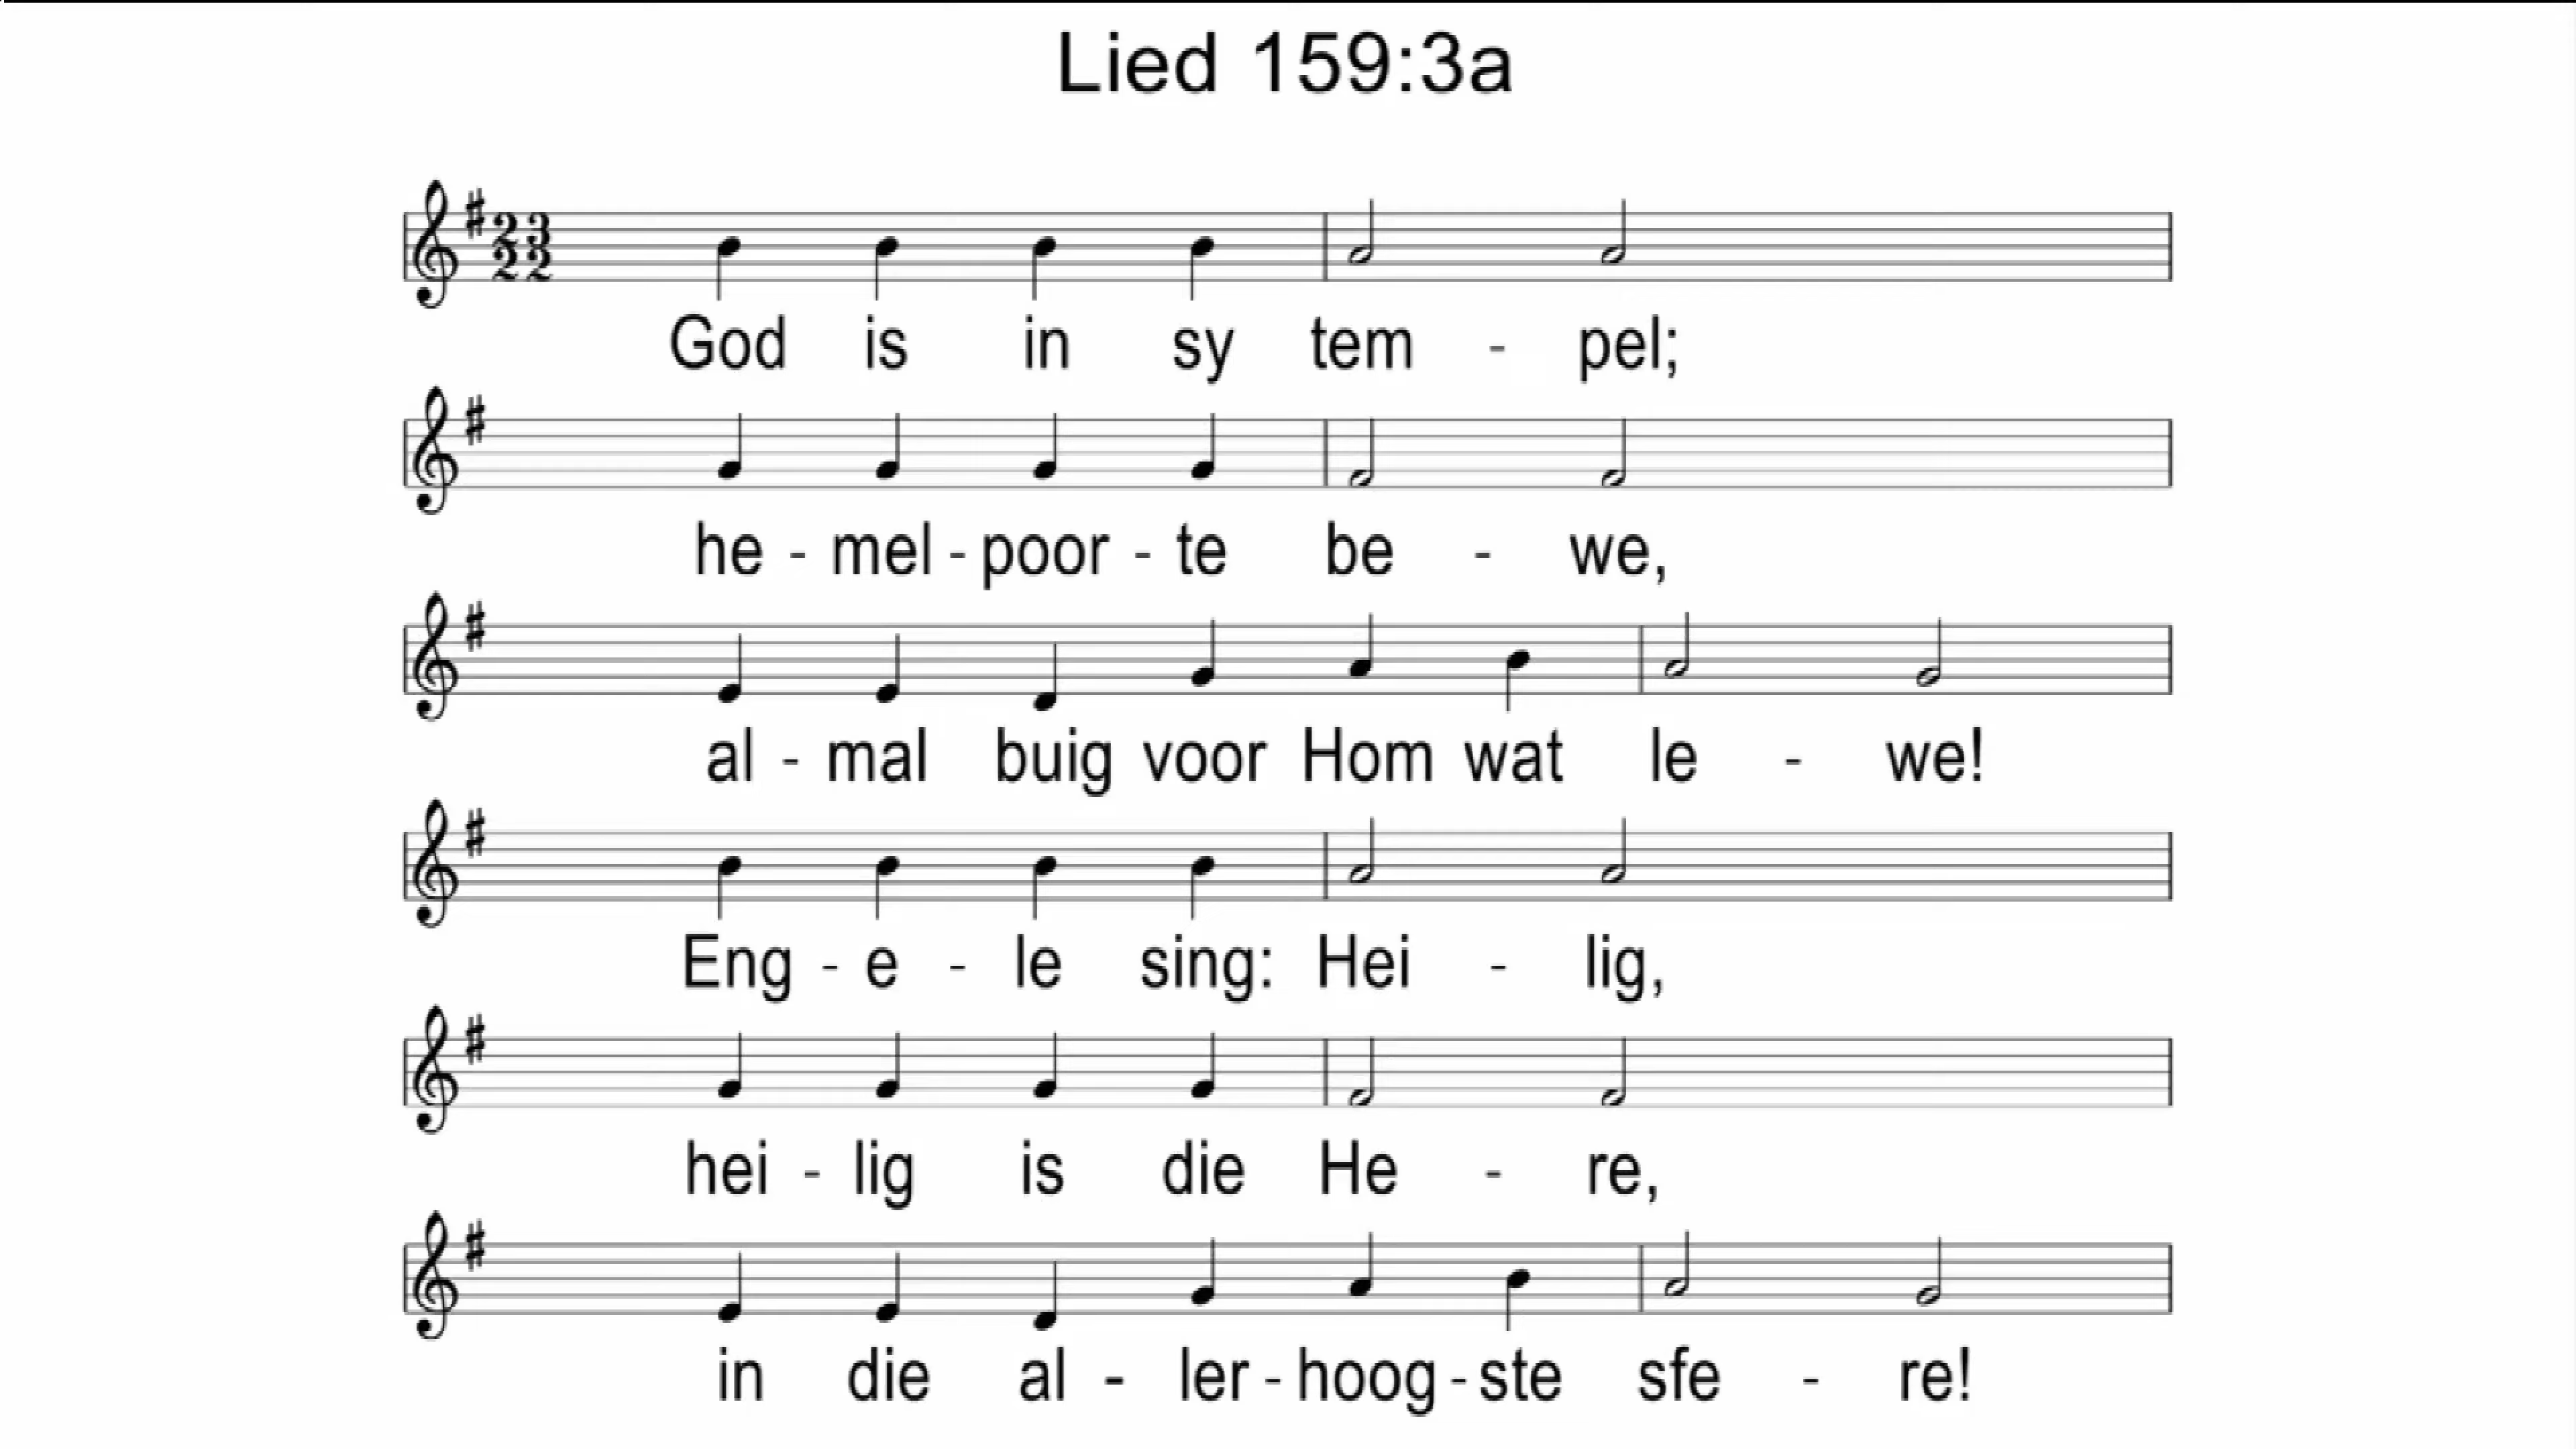 Lied 159:3a
God is in sy tem - pel;
he - mel - poor - te be - we,
al - mal buig voor Hom wat le - we!
Eng - e - le sing: Hei - lig,
hei - lig is die He - re,
in die al - ler - hoog - ste sfe - re!